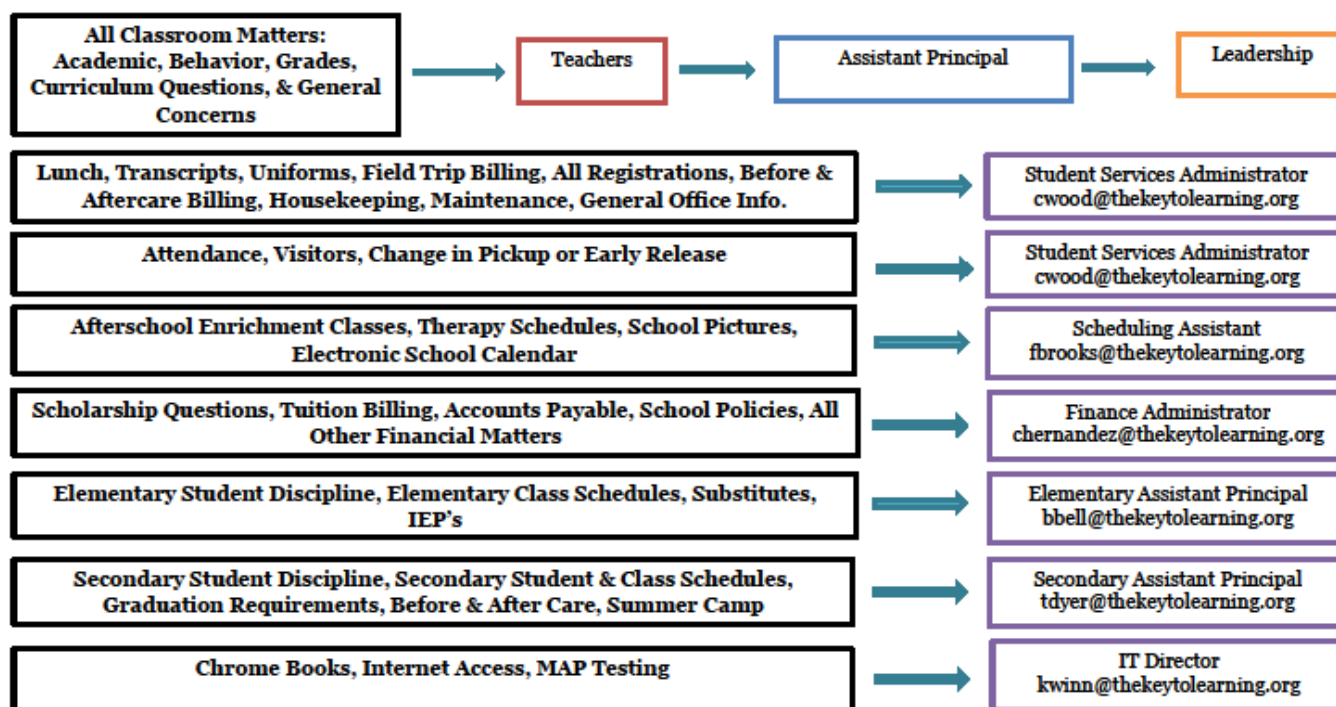 All Classroom Matters:
Academic, Behavior, Grades,
Curriculum Questions, & General
Concerns
Teachers
Assistant Principal
Leadership
Lunch, Transcripts, Uniforms, Field Trip Billing, All Registrations, Before &
Aftercare Billing, Housekeeping, Maintenance, General Office Info.
Student Services Administrator
cwood@thekeytolearning.org
Attendance, Visitors, Change in Pickup or Early Release
Student Services Administrator
cwood@thekeytolearning.org
Afterschool Enrichment Classes, Therapy Schedules, School Pictures,
Electronic School Calendar
Scheduling Assistant
fbrooks@thekeytolearning.org
Scholarship Questions, Tuition Billing, Accounts Payable, School Policies, All
Other Financial Matters
Finance Administrator
chernandez@thekeytolearning.org
Elementary Student Discipline, Elementary Class Schedules, Substitutes,
IEP's
Elementary Assistant Principal
bbell@thekeytolearning.org
Secondary Student Discipline, Secondary Student & Class Schedules,
Graduation Requirements, Before & After Care, Summer Camp
Secondary Assistant Principal
tdyer@thekeytolearning.org
Chrome Books, Internet Access, MAP Testing
IT Director
kwinn@thekeytolearning.org